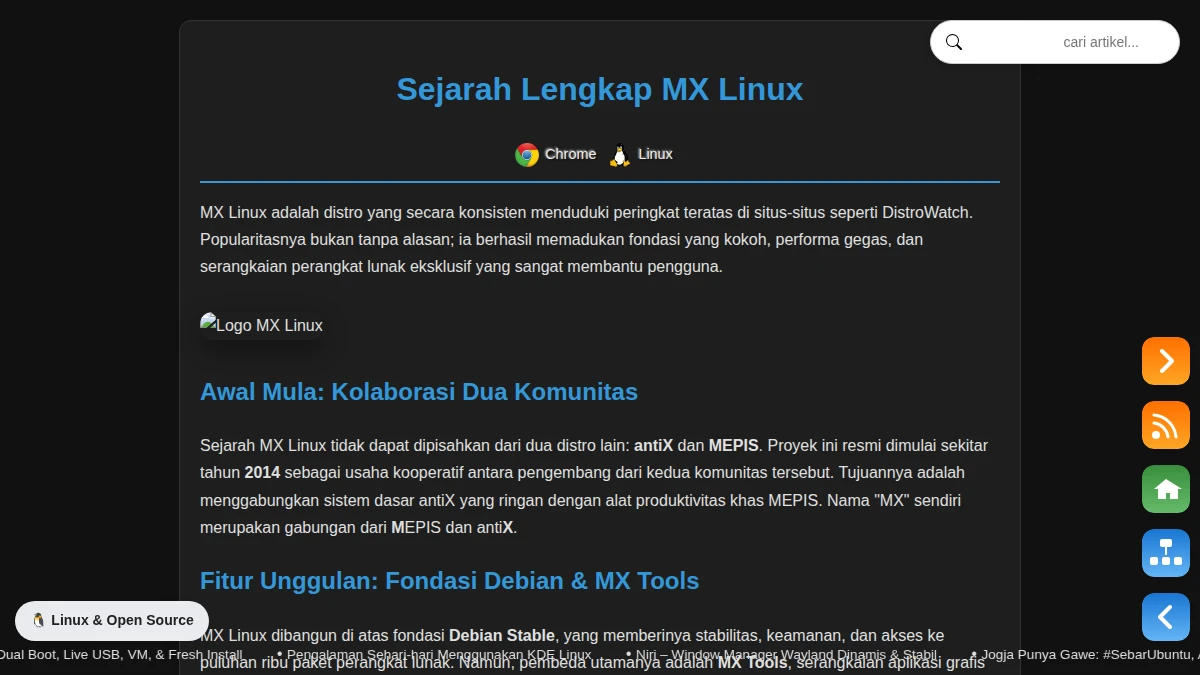 cari artikel...
Sejarah Lengkap MX Linux
Chrome Linux
MX Linux adalah distro yang secara konsisten menduduki peringkat teratas di situs-situs seperti DistroWatch.
Popularitasnya bukan tanpa alasan; ia berhasil memadukan fondasi yang kokoh, performa gegas, dan
serangkaian perangkat lunak eksklusif yang sangat membantu pengguna.
Logo MX Linux
Awal Mula: Kolaborasi Dua Komunitas
Sejarah MX Linux tidak dapat dipisahkan dari dua distro lain: antiX dan MEPIS. Proyek ini resmi dimulai sekitar
tahun 2014 sebagai usaha kooperatif antara pengembang dari kedua komunitas tersebut. Tujuannya adalah
menggabungkan sistem dasar antiX yang ringan dengan alat produktivitas khas MEPIS. Nama "MX" sendiri
merupakan gabungan dari MEPIS dan antiX.
Fitur Unggulan: Fondasi Debian & MX Tools
Linux & Open Source
MX Linux dibangun di atas fondasi Debian Stable, yang memberinya stabilitas, keamanan, dan akses ke
Dual Boot, Live USB, VM, & Fresh Install • Pengalaman Sehari-hari Menggunakan KDE Linux • Niri – Window Manager Wayland Dinamis & Stabil • Jogja Punya Gawe: #SebarUbuntu,
puluhan ribu paket perangkat lunak. Namun, pembeda utamanya adalah MX Tools, serangkaian aplikasi grafis